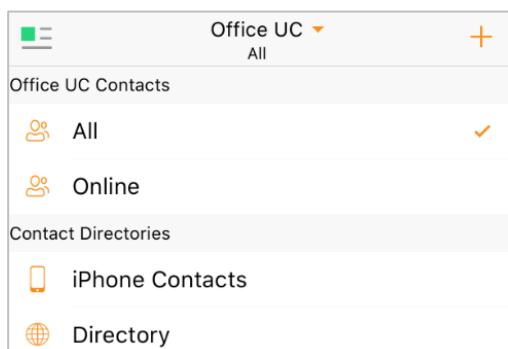 Office UC
All
Office UC Contacts
All
Online
Contact Directories
iPhone Contacts
Directory